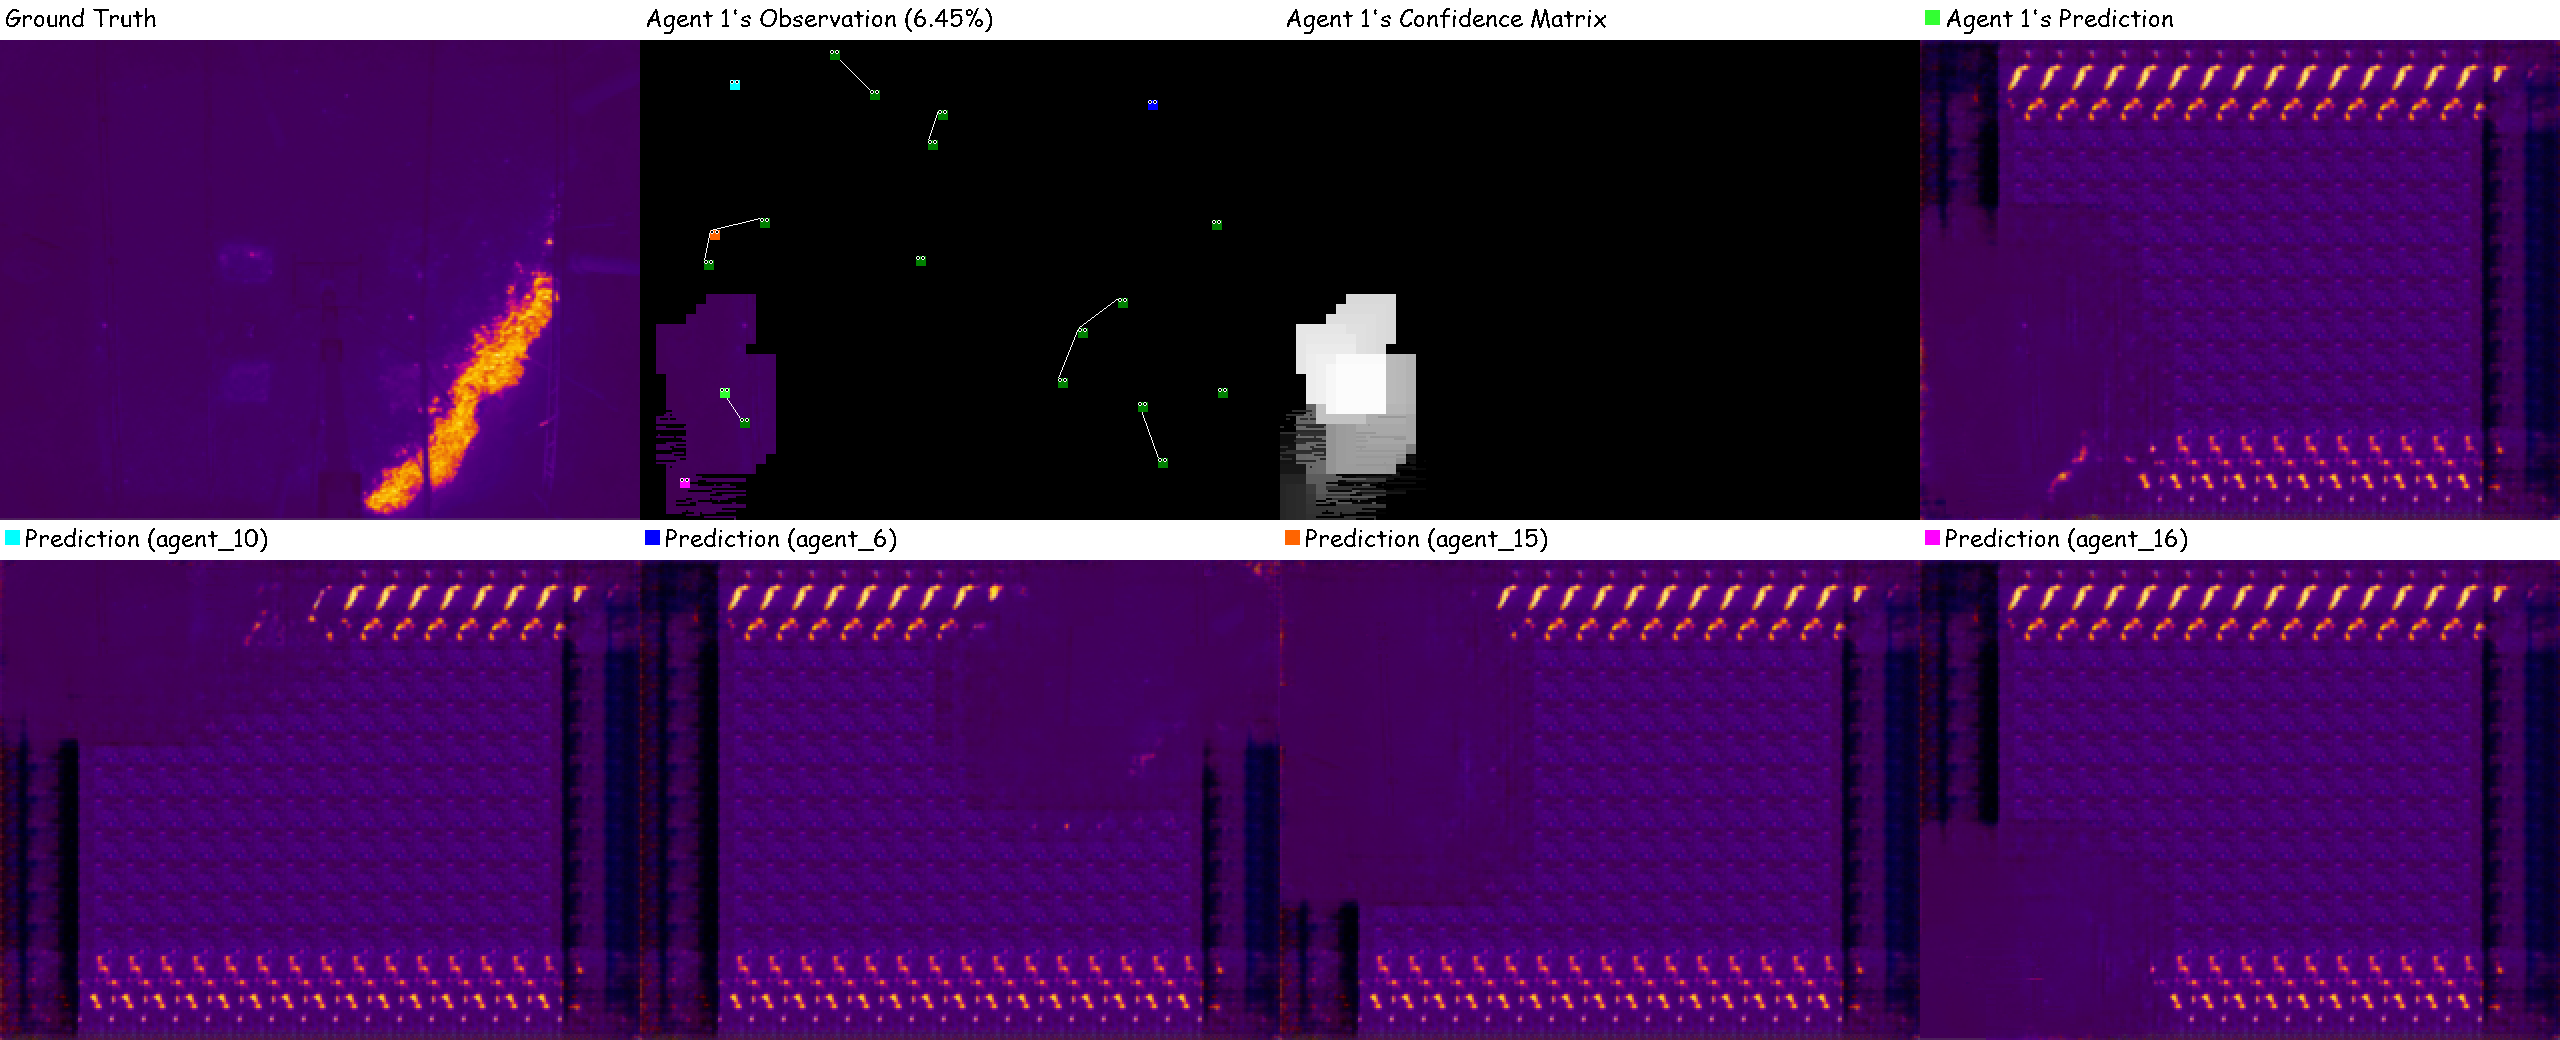 Ground Truth
Agent 1's Observation (6.45%)
Agent 1's Confidence Matrix
Agent 1's Prediction
Prediction (agent_10)
Prediction (agent_6)
Prediction (agent_15)
Prediction (agent_16)